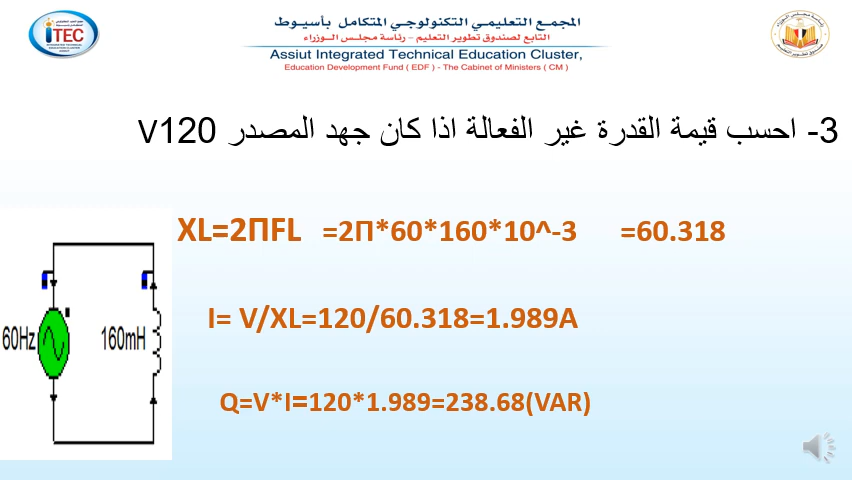 المجمع التعليمي التكنولوجي المتكامل بأسيوط
التابع لصندوق تطوير التعليم - رئاسة مجلس الوزراء
Assiut Integrated Technical Education Cluster,
Education Development Fund ( EDF ) - The Cabinet of Ministers ( CM )
iTEC
3- احسب قيمة القدرة غير الفعالة اذا كان جهد المصدر V120
XL=2ΠFL =2Π*60*160*10^-3 =60.318
I= V/XL=120/60.318=1.989A
Q=V*I=120*1.989=238.68(VAR)
60Hz
160mH